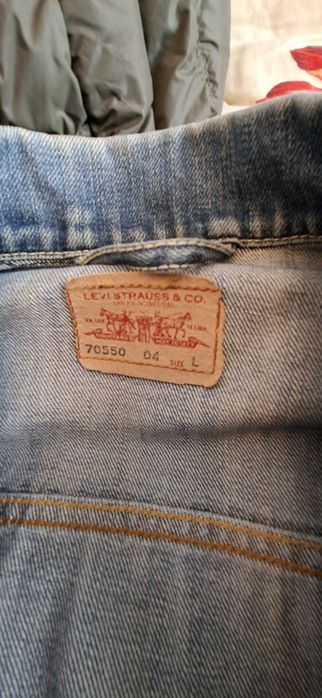 LEVI STRAUSS & CO.
SAN FRANCISCO, CAL.
70550 04 SIZE L